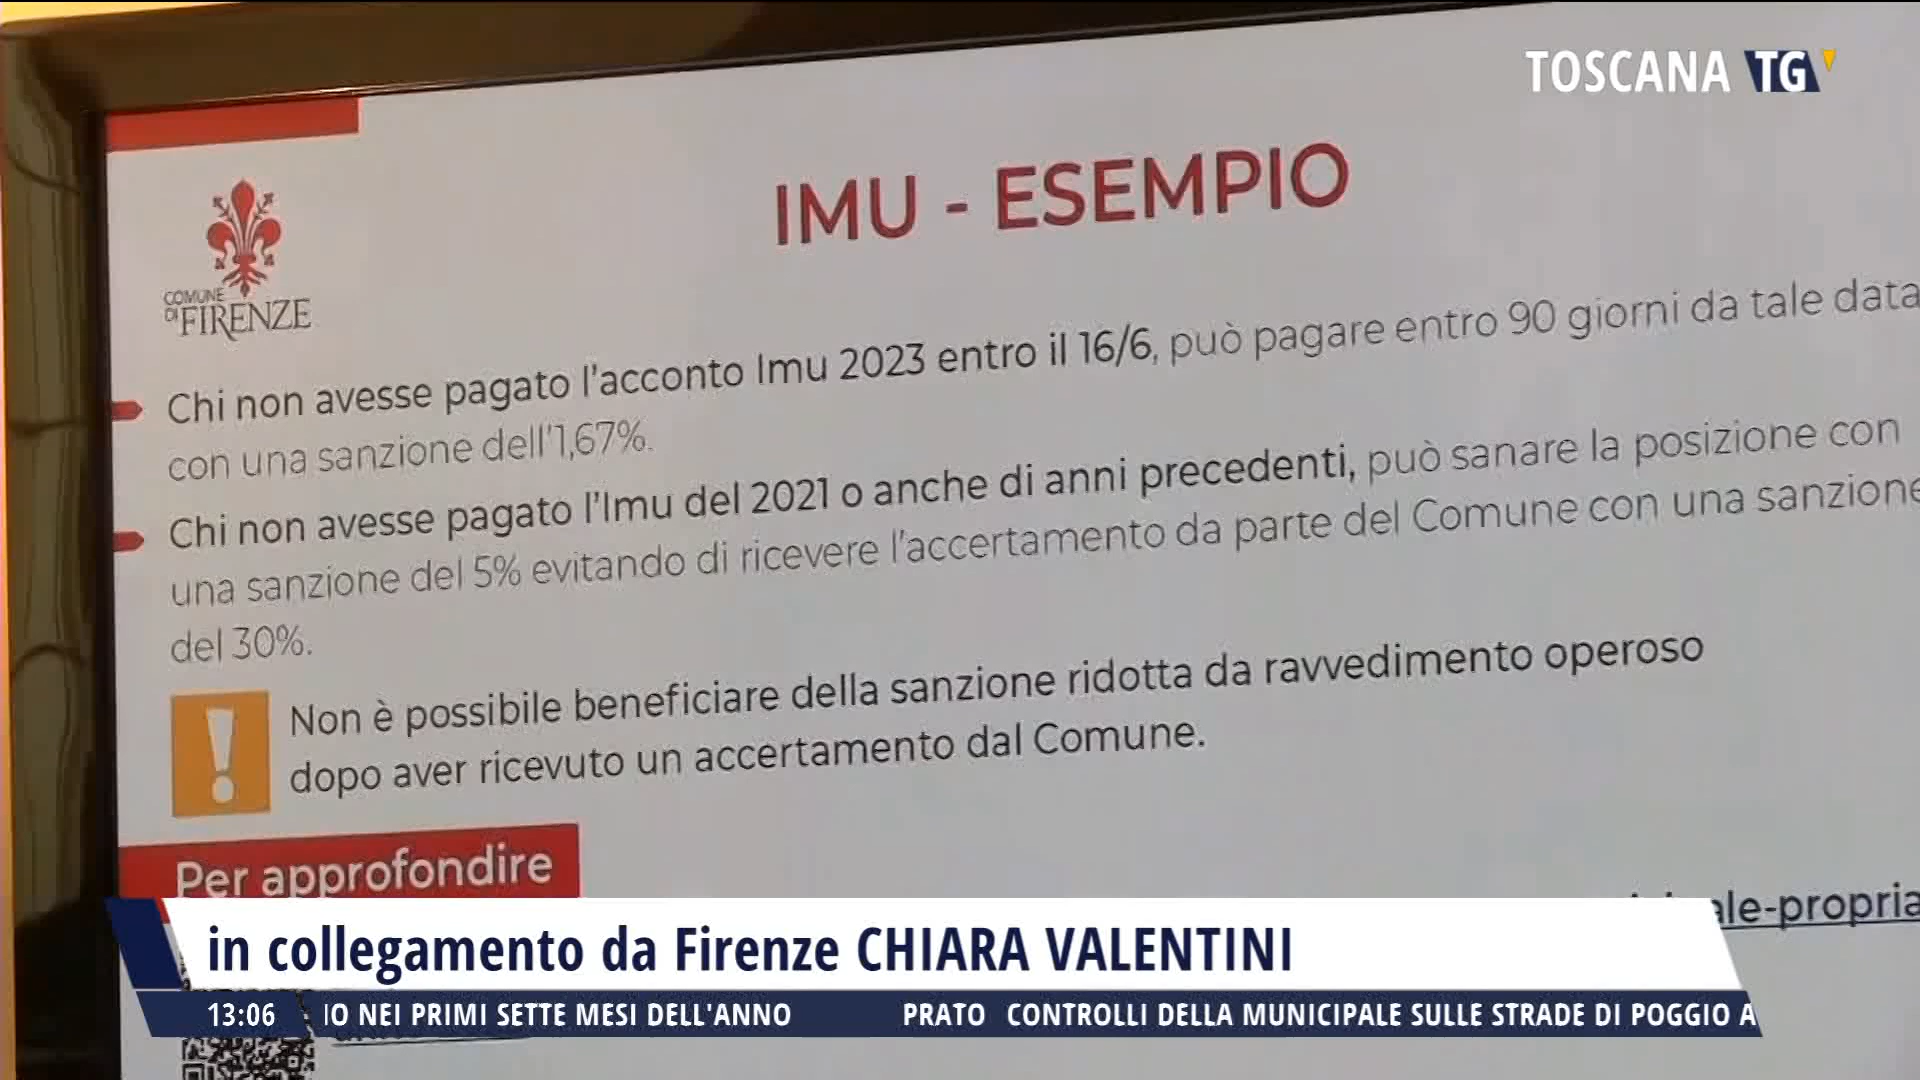 TOSCANA TG
IMU - ESEMPIO
COMUNE
DI FIRENZE
Chi non avesse pagato l'acconto Imu 2023 entro il 16/6, può pagare entro 90 giorni da tale data
con una sanzione dell'1,67%.
Chi non avesse pagato l'Imu del 2021 o anche di anni precedenti, può sanare la posizione con
una sanzione del 5% evitando di ricevere l'accertamento da parte del Comune con una sanzione
del 30%.
Non è possibile beneficiare della sanzione ridotta da ravvedimento operoso
dopo aver ricevuto un accertamento dal Comune.
Per approfondire
ale-propria
in collegamento da Firenze CHIARA VALENTINI
13:06 IO NEI PRIMI SETTE MESI DELL'ANNO PRATO CONTROLLI DELLA MUNICIPALE SULLE STRADE DI POGGIO A